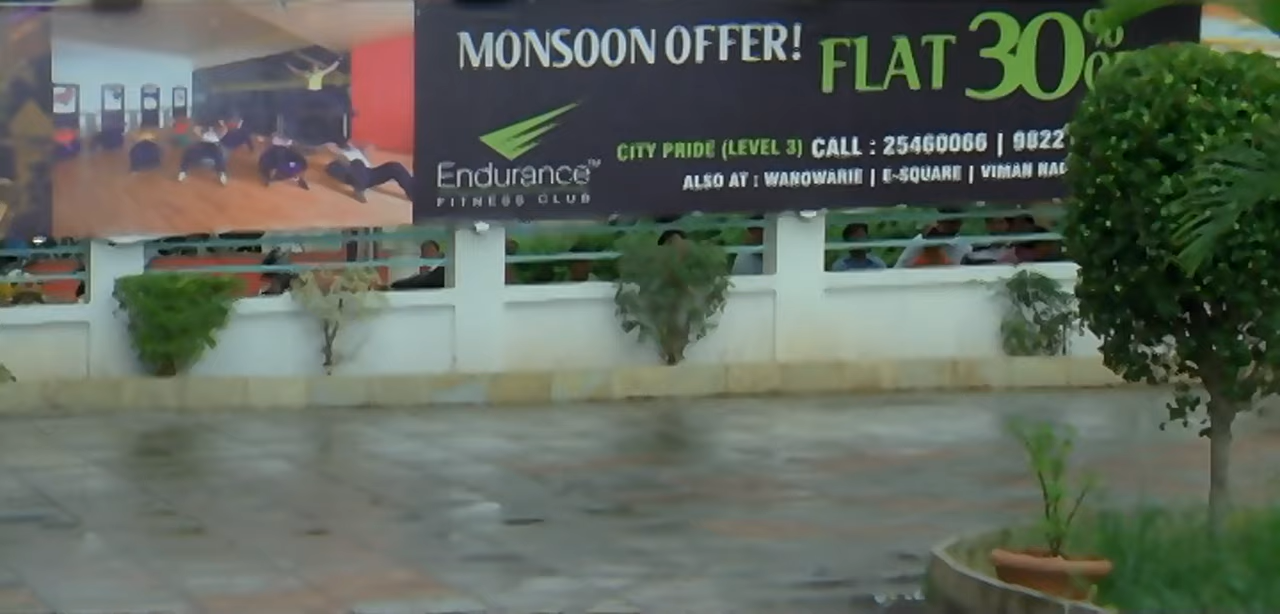 MONSOON OFFER!
FLAT 30%
Endurance™
FITNESS CLUB
CITY PRIDE (LEVEL 3) CALL : 25460066 | 9822
ALSO AT : WANOWARIE | E-SQUARE | VIMAN